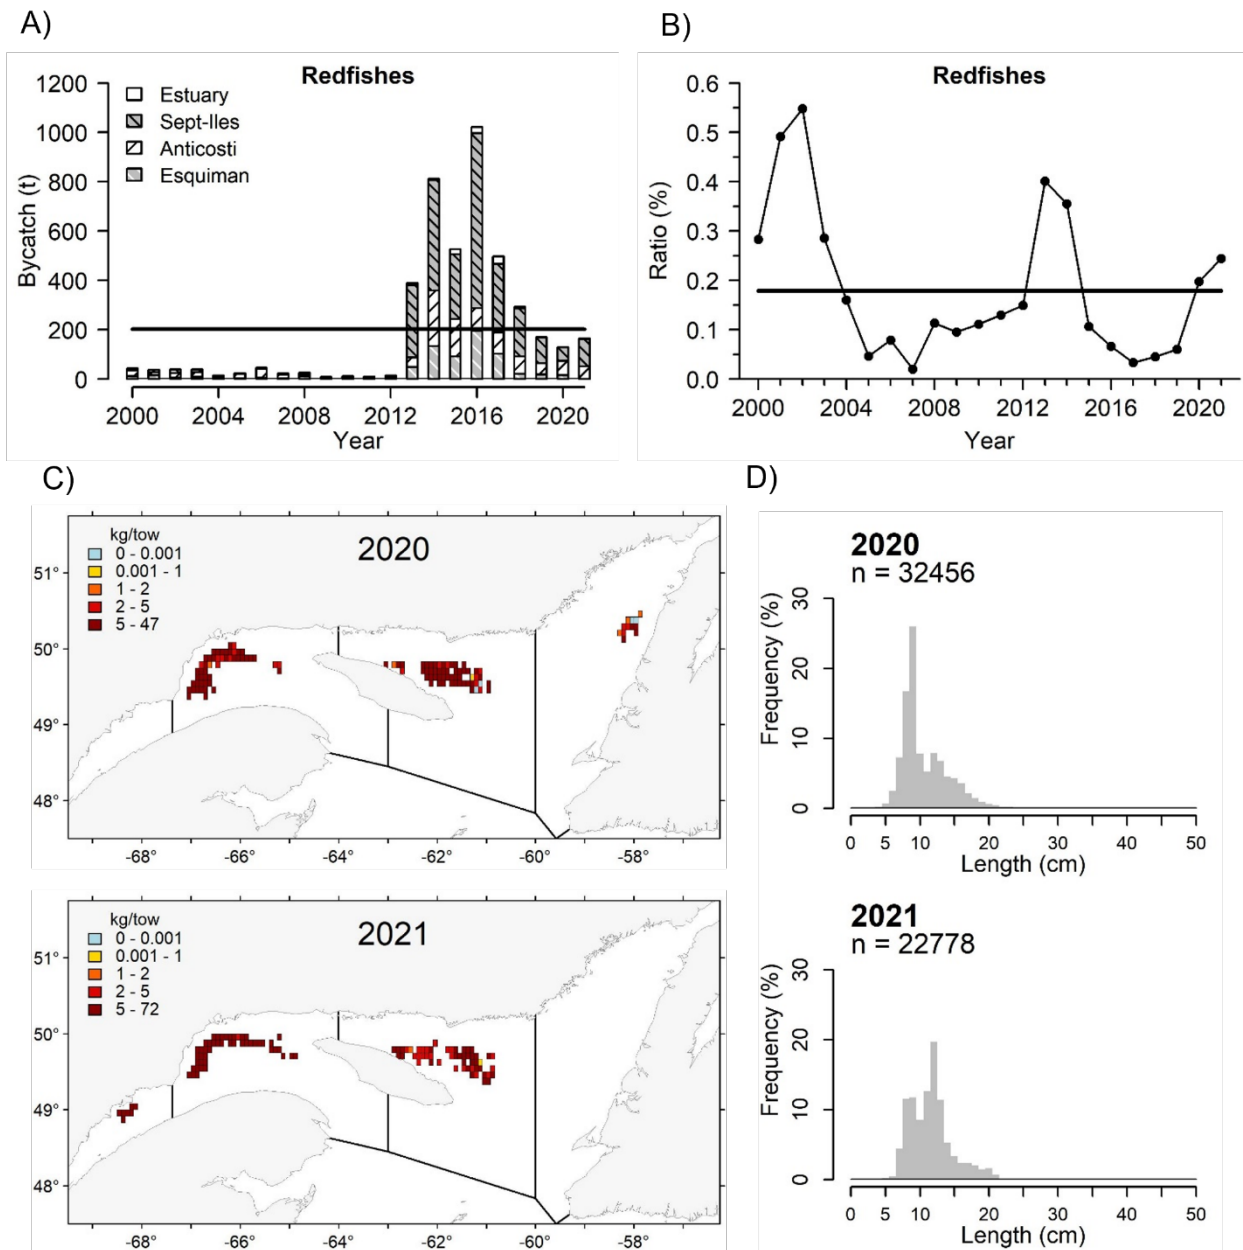 A)
Redfishes
1200
1000
800
600
400
200
0
Bycatch (t)
Estuary
Sept-Iles
Anticosti
Esquiman
2000 2004 2008 2012 2016 2020
Year
B)
Redfishes
0.6
0.5
0.4
0.3
0.2
0.1
0.0
Ratio (%)
2000 2004 2008 2012 2016 2020
Year
C)
kg/tow
0 - 0.001
0.001 - 1
1 - 2
2 - 5
5 - 47
2020
51°
50°
49°
48°
-68° -66° -64° -62° -60° -58°
kg/tow
0 - 0.001
0.001 - 1
1 - 2
2 - 5
5 - 72
2021
51°
50°
49°
48°
-68° -66° -64° -62° -60° -58°
D)
2020
n = 32456
30
20
10
0
Frequency (%)
0 5 10 20 30 40 50
Length (cm)
2021
n = 22778
30
20
10
0
Frequency (%)
0 5 10 20 30 40 50
Length (cm)